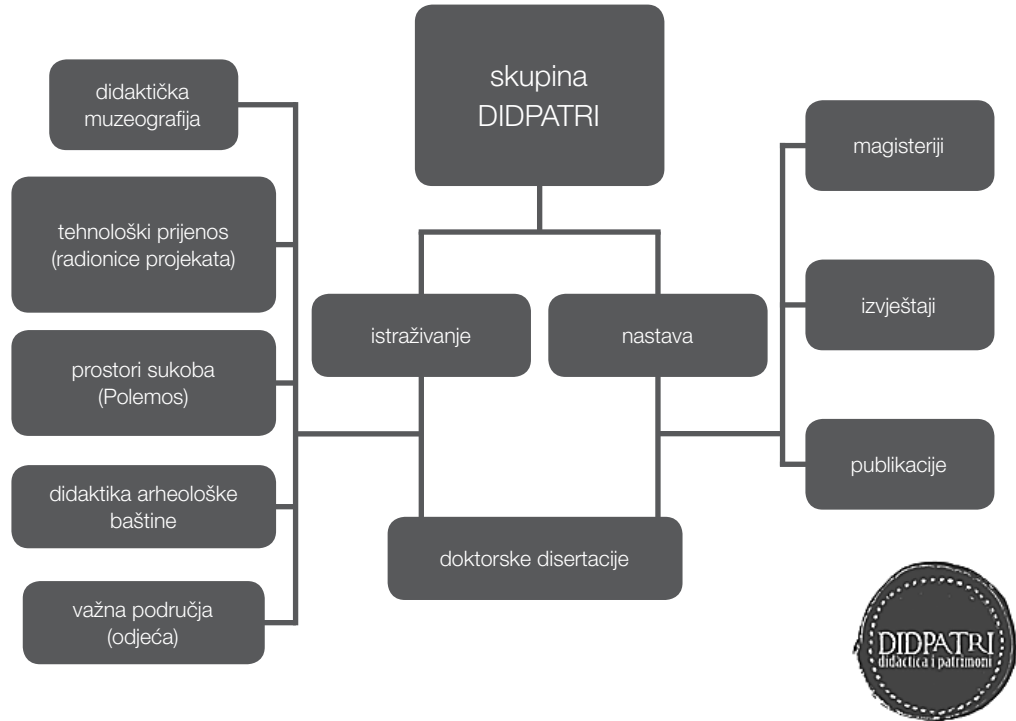 skupina
DIDPATRI
didaktička
muzeografija
tehnološki prijenos
(radionice projekata)
prostori sukoba
(Polemos)
didaktika arheološke
baštine
važna područja
(odjeća)
istraživanje
nastava
doktorske disertacije
magisteriji
izvještaji
publikacije
DIDPATRI
didàctica i patrimoni